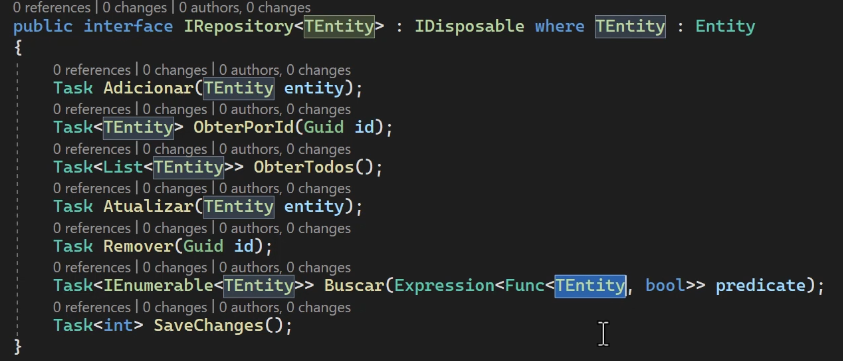 0 references | 0 changes | 0 authors, 0 changes
public interface IRepository<TEntity> : IDisposable where TEntity : Entity
{
0 references | 0 changes | 0 authors, 0 changes
Task Adicionar(TEntity entity);
0 references | 0 changes | 0 authors, 0 changes
Task<TEntity> ObterPorId(Guid id);
0 references | 0 changes | 0 authors, 0 changes
Task<List<TEntity>> ObterTodos();
0 references | 0 changes | 0 authors, 0 changes
Task Atualizar(TEntity entity);
0 references | 0 changes | 0 authors, 0 changes
Task Remover(Guid id);
0 references | 0 changes | 0 authors, 0 changes
Task<IEnumerable<TEntity>> Buscar(Expression<Func<TEntity, bool>> predicate);
0 references | 0 changes | 0 authors, 0 changes
Task<int> SaveChanges();
}